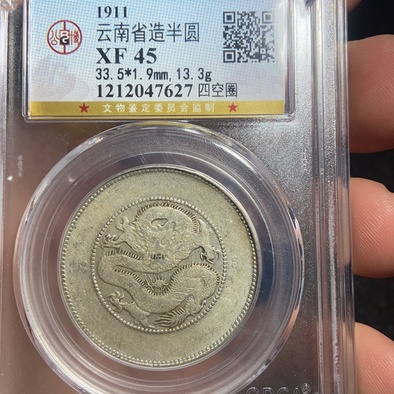 1911
云南省造半圆
XF 45
33.5*1.9mm,13.3g
1212047627 四空圈
★ 文物鉴定委员会监制 ★